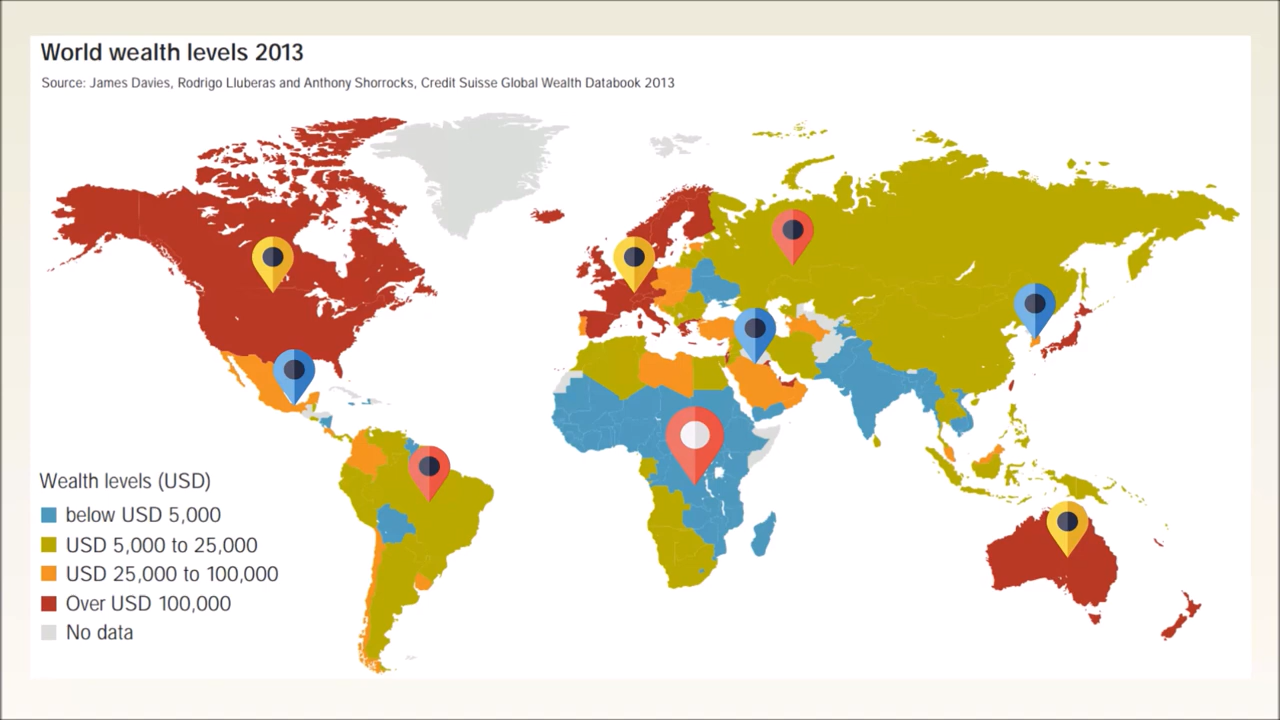 World wealth levels 2013
Source: James Davies, Rodrigo Lluberas and Anthony Shorrocks, Credit Suisse Global Wealth Databook 2013
Wealth levels (USD)
below USD 5,000
USD 5,000 to 25,000
USD 25,000 to 100,000
Over USD 100,000
No data